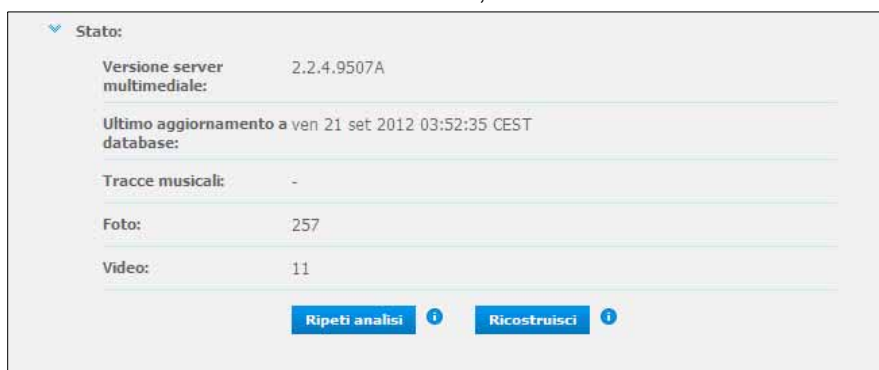 Stato:
Versione server multimediale: 2.2.4.9507A
Ultimo aggiornamento a database: ven 21 set 2012 03:52:35 CEST
Tracce musicali: -
Foto: 257
Video: 11
Ripeti analisi Ricostruisci